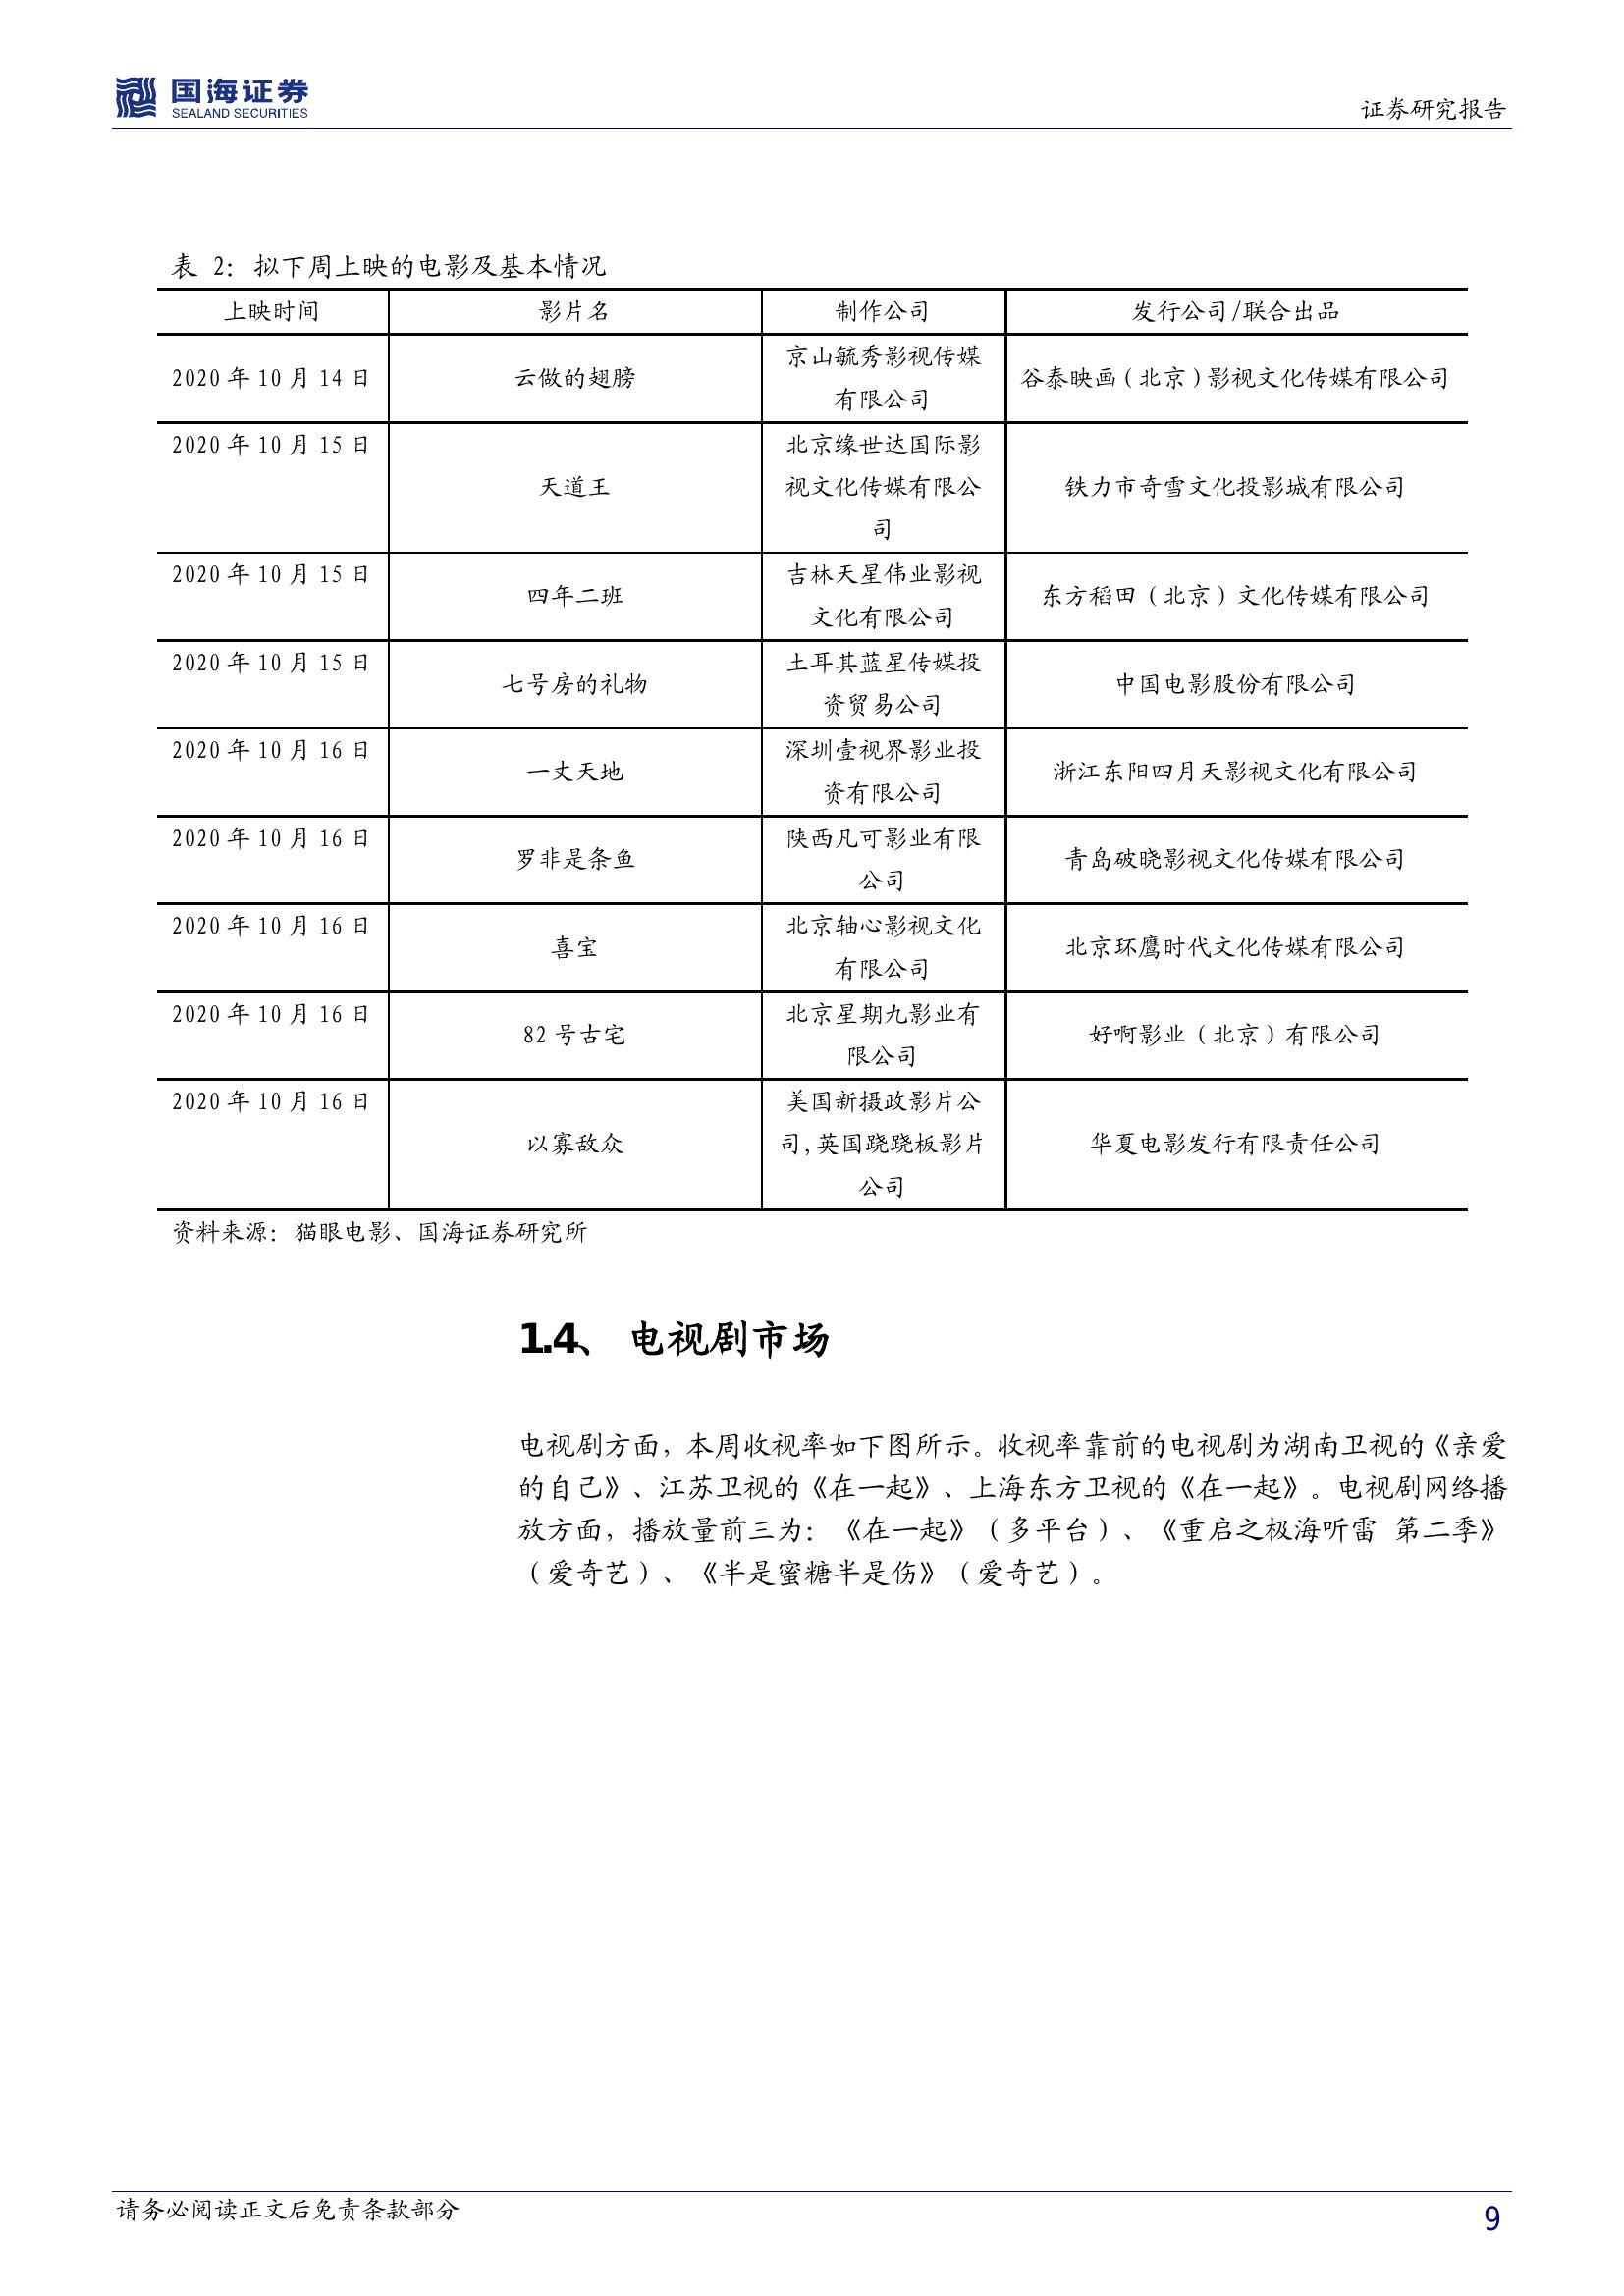 国海证券
SEALAND SECURITIES
证券研究报告
表 2：拟下周上映的电影及基本情况
上映时间 影片名 制作公司 发行公司/联合出品
2020 年 10 月 14 日 云做的翅膀 京山毓秀影视传媒
有限公司 谷泰映画（北京）影视文化传媒有限公司
2020 年 10 月 15 日 天道王 北京缘世达国际影
视文化传媒有限公
司 铁力市奇雪文化投影城有限公司
2020 年 10 月 15 日 四年二班 吉林天星伟业影视
文化有限公司 东方稻田（北京）文化传媒有限公司
2020 年 10 月 15 日 七号房的礼物 土耳其蓝星传媒投
资贸易公司 中国电影股份有限公司
2020 年 10 月 16 日 一丈天地 深圳壹视界影业投
资有限公司 浙江东阳四月天影视文化有限公司
2020 年 10 月 16 日 罗非是条鱼 陕西凡可影业有限
公司 青岛破晓影视文化传媒有限公司
2020 年 10 月 16 日 喜宝 北京轴心影视文化
有限公司 北京环鹰时代文化传媒有限公司
2020 年 10 月 16 日 82 号古宅 北京星期九影业有
限公司 好啊影业（北京）有限公司
2020 年 10 月 16 日 以寡敌众 美国新摄政影片公
司,英国跷跷板影片
公司 华夏电影发行有限责任公司
资料来源：猫眼电影、国海证券研究所
1.4、 电视剧市场
电视剧方面，本周收视率如下图所示。收视率靠前的电视剧为湖南卫视的《亲爱
的自己》、江苏卫视的《在一起》、上海东方卫视的《在一起》。电视剧网络播
放方面，播放量前三为：《在一起》（多平台）、《重启之极海听雷 第二季》
（爱奇艺）、《半是蜜糖半是伤》（爱奇艺）。
请务必阅读正文后免责条款部分
9